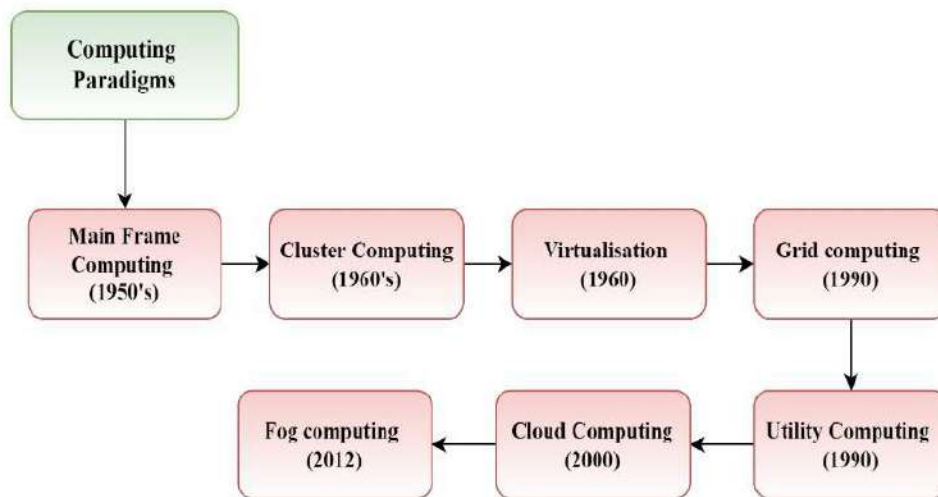 Computing
Paradigms
Main Frame
Computing
(1950's)
Cluster Computing
(1960's)
Virtualisation
(1960)
Grid computing
(1990)
Utility Computing
(1990)
Cloud Computing
(2000)
Fog computing
(2012)